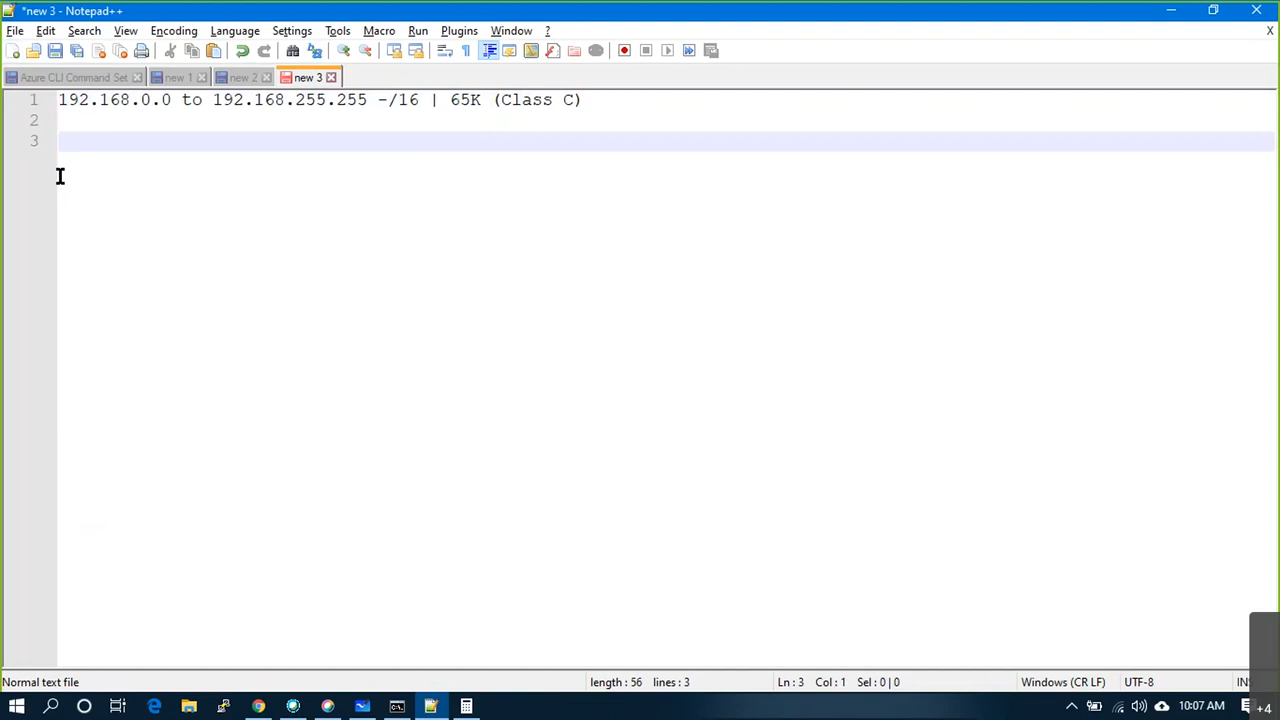 *new 3 - Notepad++
File Edit Search View Encoding Language Settings Tools Macro Run Plugins Window ? X
Azure CLI Command Set new 1 new 2 new 3
1 192.168.0.0 to 192.168.255.255 -/16 | 65K (Class C)
2
3
Normal text file length : 56 lines : 3 Ln : 3 Col : 1 Sel : 0 | 0 Windows (CR LF) UTF-8
10:07 AM +4